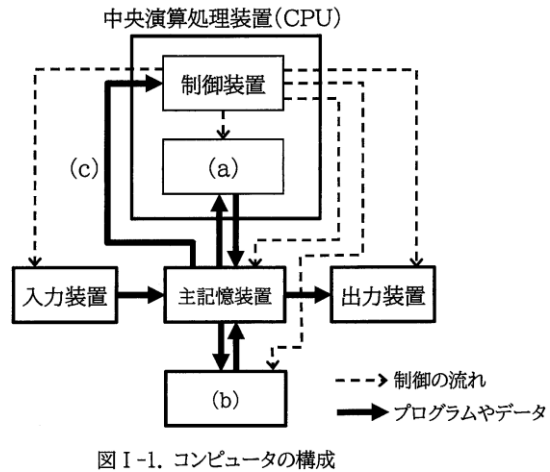 中央演算処理装置(CPU)
制御装置
(a)
(c)
入力装置
主記憶装置
出力装置
(b)
制御の流れ
プログラムやデータ
図Ⅰ-1. コンピュータの構成